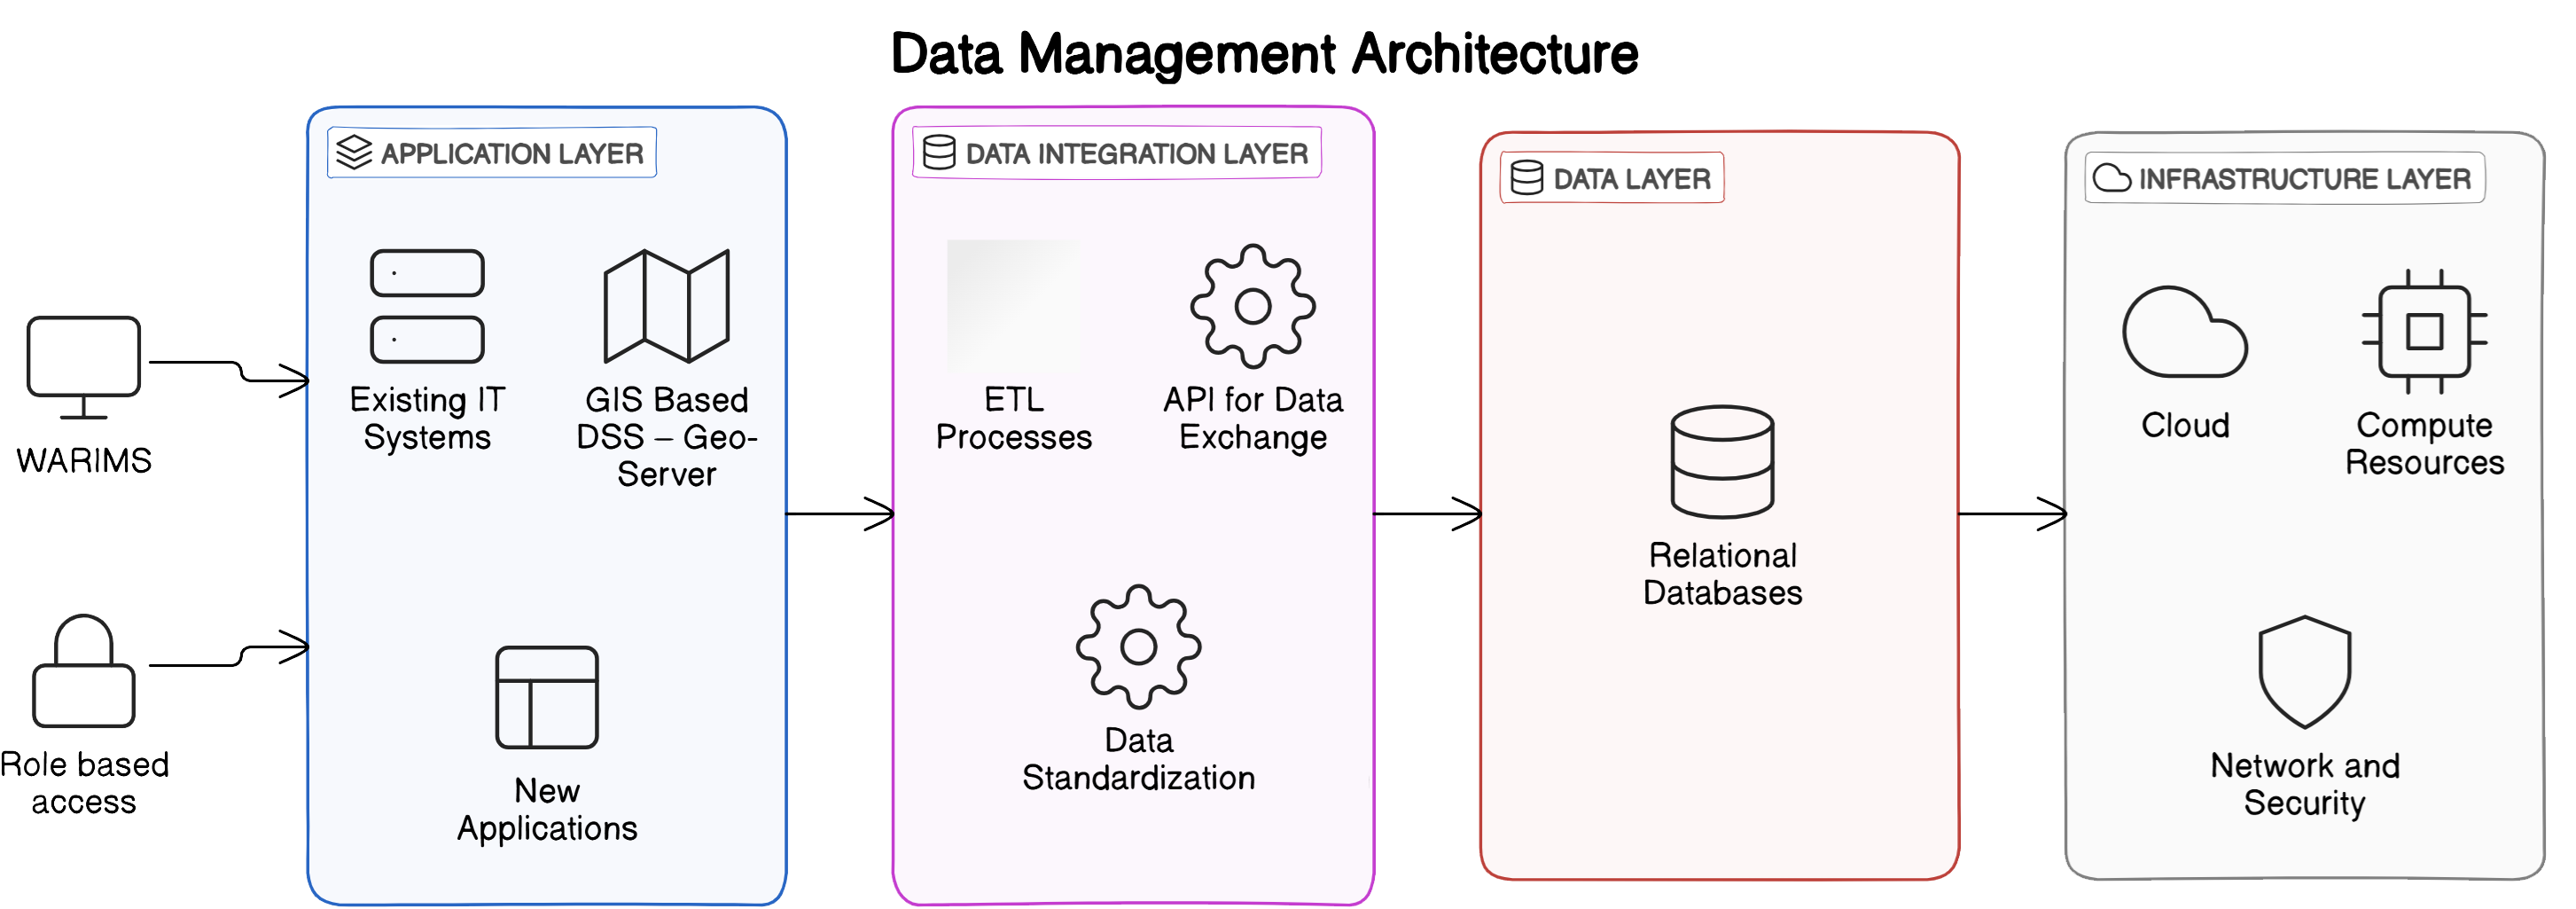 Data Management Architecture
WARIMS
Role based
access
APPLICATION LAYER
Existing IT
Systems
GIS Based
DSS – Geo-
Server
New
Applications
DATA INTEGRATION LAYER
ETL
Processes
API for Data
Exchange
Data
Standardization
DATA LAYER
Relational
Databases
INFRASTRUCTURE LAYER
Cloud
Compute
Resources
Network and
Security